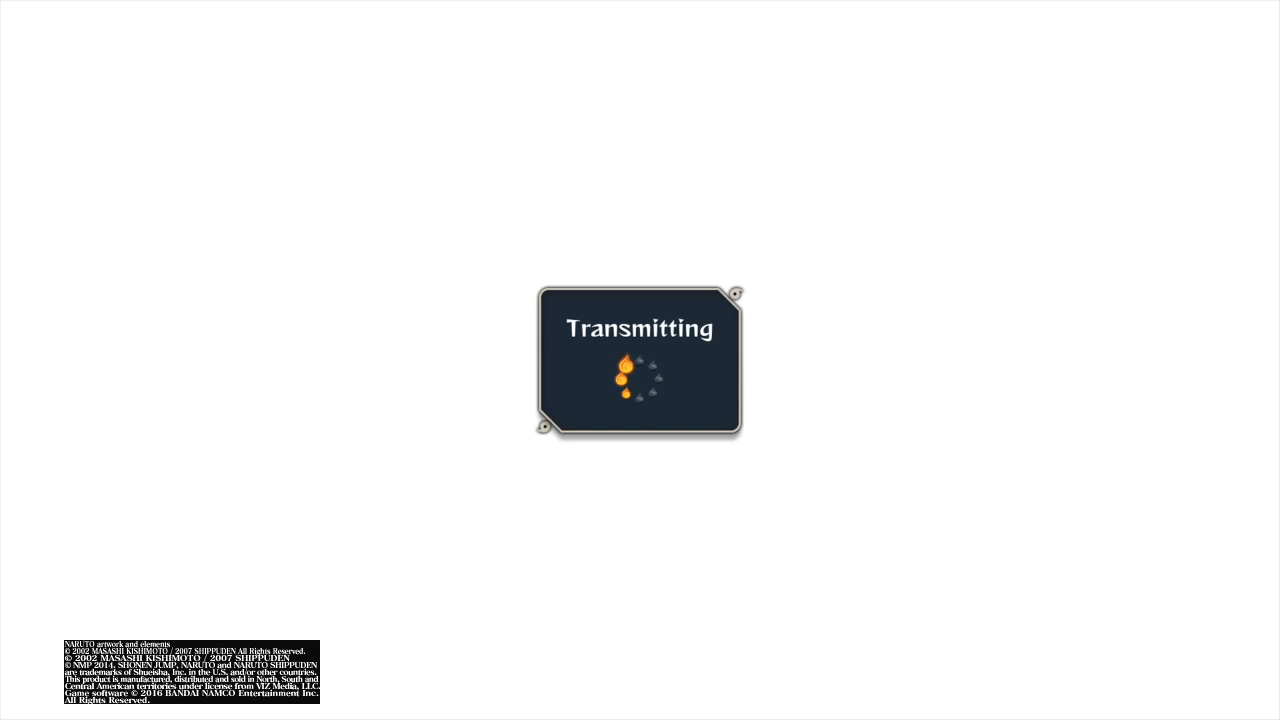 Transmitting
NARUTO artwork and elements
© 2002 MASASHI KISHIMOTO / 2007 SHIPPUDEN All Rights Reserved.
© 2002 MASASHI KISHIMOTO / 2007 SHIPPUDEN
© NMP 2014, SHONEN JUMP, NARUTO and NARUTO SHIPPUDEN
are trademarks of Shueisha, Inc. in the U.S. and/or other countries.
This product is manufactured, distributed and sold in North, South and
Central American territories under license from VIZ Media, LLC.
Game software © 2016 BANDAI NAMCO Entertainment Inc.
All Rights Reserved.